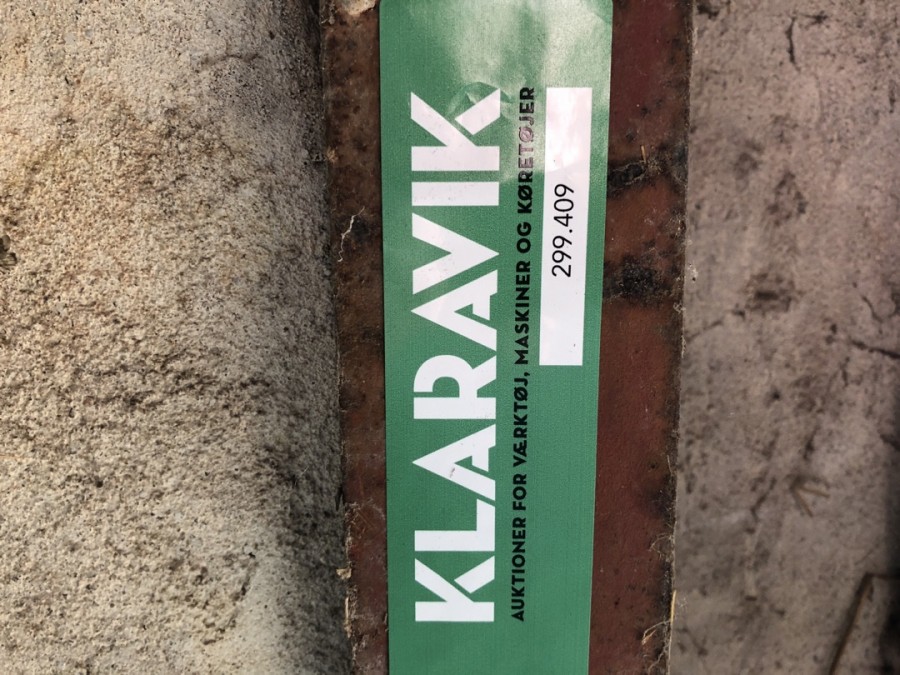 KLARAVIK
AUKTIONER FOR VÆRKTØJ, MASKINER OG KØRETØJER
299.409